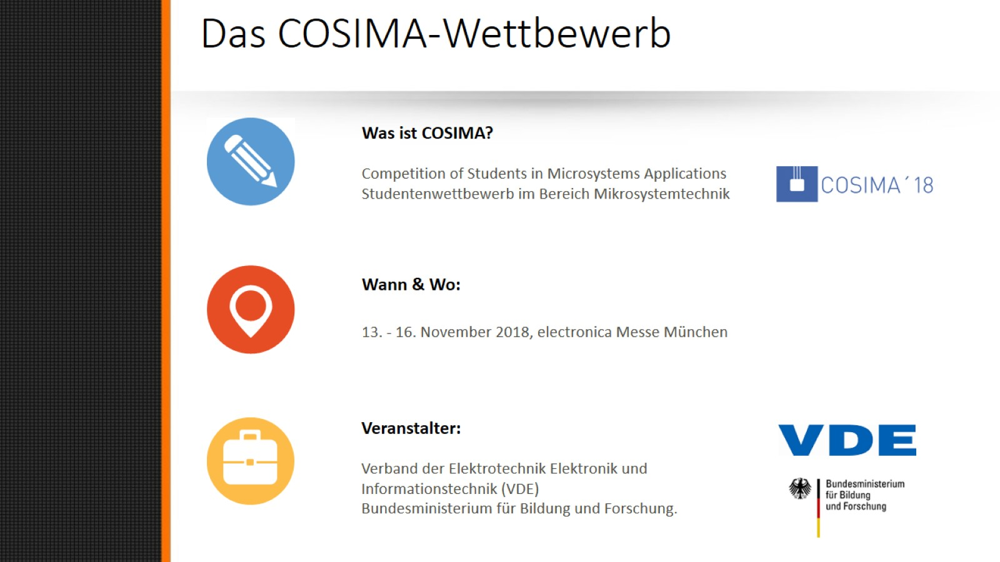 Das COSIMA-Wettbewerb
Was ist COSIMA?
Competition of Students in Microsystems Applications
Studentenwettbewerb im Bereich Mikrosystemtechnik
COSIMA´18
Wann & Wo:
13. - 16. November 2018, electronica Messe München
Veranstalter:
Verband der Elektrotechnik Elektronik und
Informationstechnik (VDE)
Bundesministerium für Bildung und Forschung.
VDE
Bundesministerium
für Bildung
und Forschung